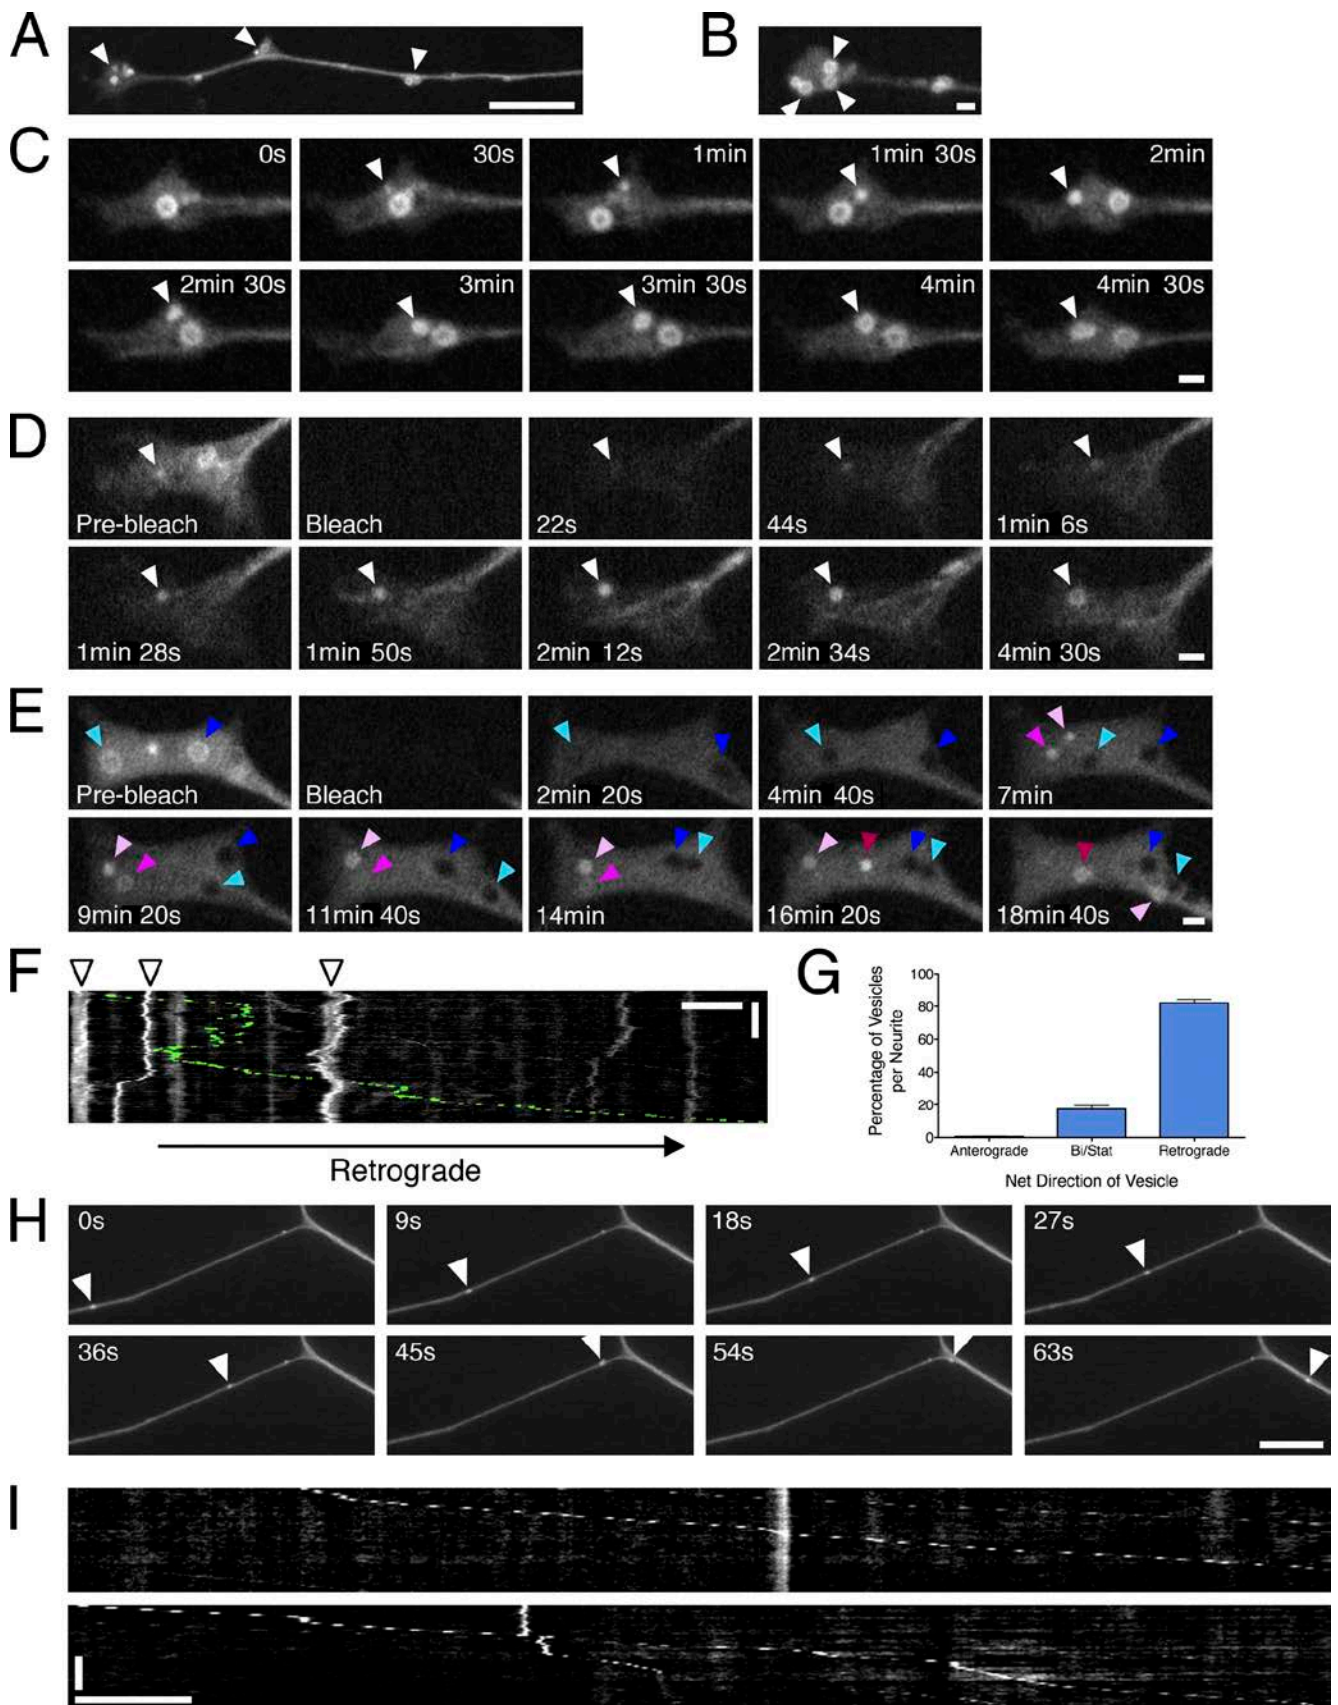 A
B
C
0s
30s
1min
1min 30s
2min
2min 30s
3min
3min 30s
4min
4min 30s
D
Pre-bleach
Bleach
22s
44s
1min 6s
1min 28s
1min 50s
2min 12s
2min 34s
4min 30s
E
Pre-bleach
Bleach
2min 20s
4min 40s
7min
9min 20s
11min 40s
14min
16min 20s
18min 40s
F
Retrograde
G
Percentage of Vesicles
per Neurite
100
80
60
40
20
0
Anterograde
Bi/Stat
Retrograde
Net Direction of Vesicle
H
0s
9s
18s
27s
36s
45s
54s
63s
I